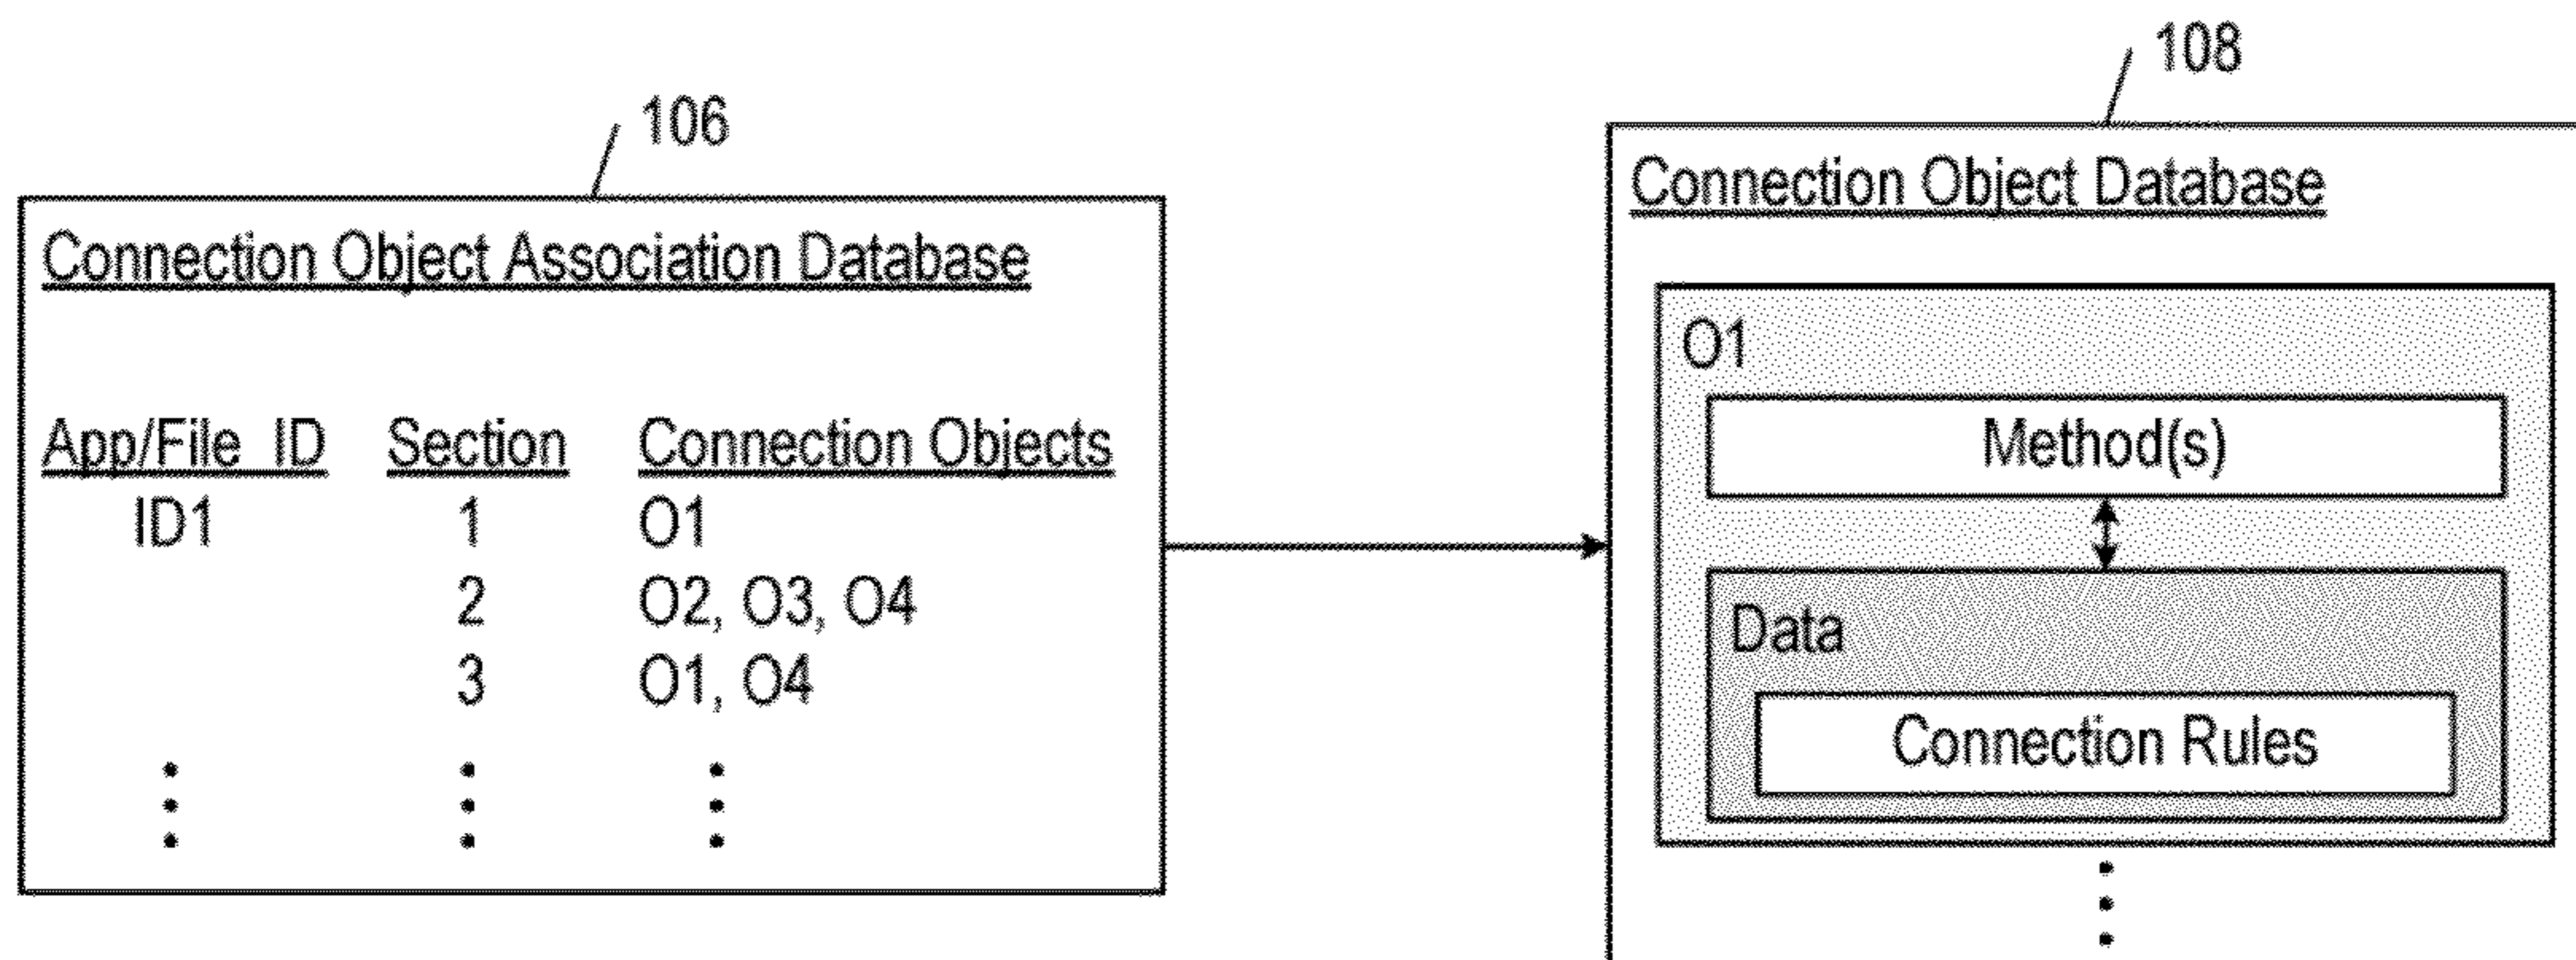 108
106
Connection Object Database
Connection Object Association Database
O1
App/File ID Section Connection Objects
Method(s)
ID1 1 O1
2 O2, O3, O4
Data
3 O1, O4
Connection Rules